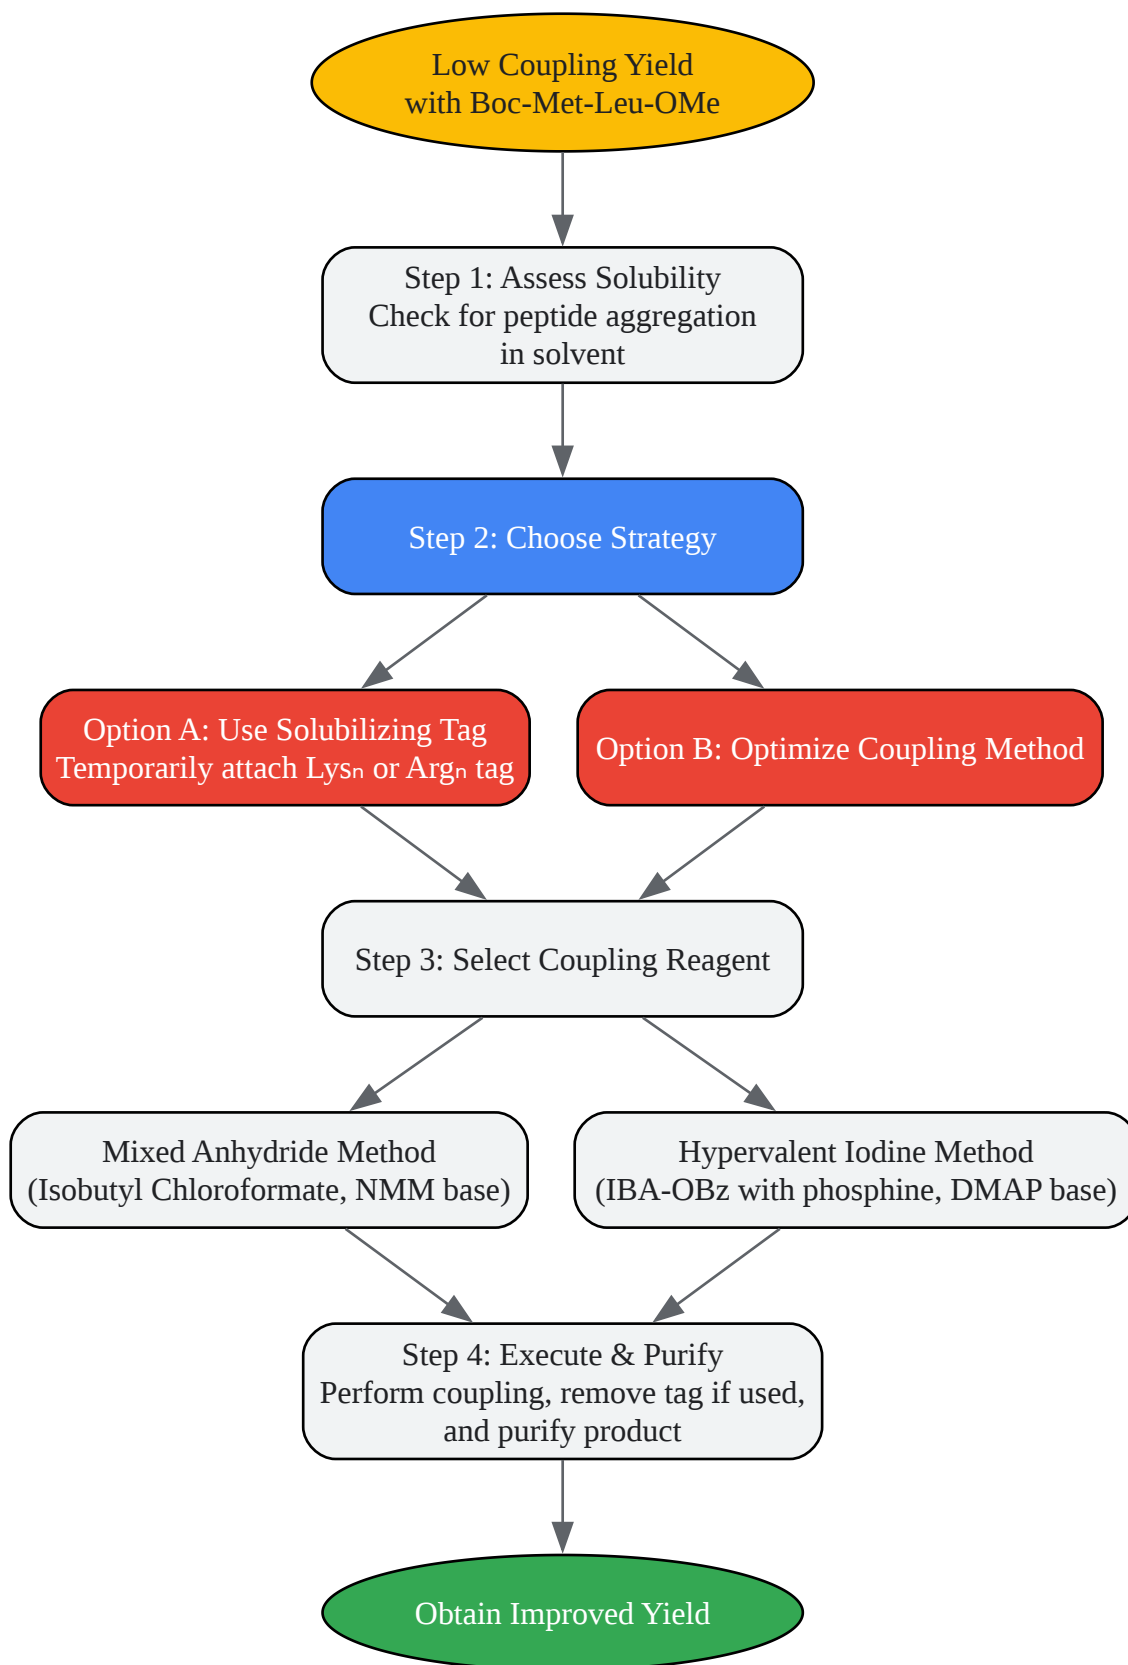 Low Coupling Yield
with Boc-Met-Leu-OMe
Step 1: Assess Solubility
Check for peptide aggregation
in solvent
Step 2: Choose Strategy
Option A: Use Solubilizing Tag
Temporarily attach Lysₙ or Argₙ tag
Option B: Optimize Coupling Method
Step 3: Select Coupling Reagent
Mixed Anhydride Method
(Isobutyl Chloroformate, NMM base)
Hypervalent Iodine Method
(IBA-OBz with phosphine, DMAP base)
Step 4: Execute & Purify
Perform coupling, remove tag if used,
and purify product
Obtain Improved Yield